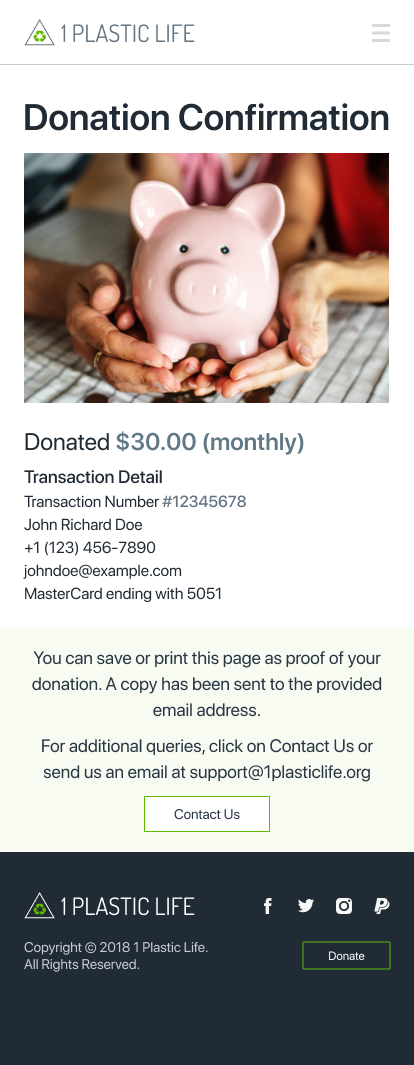 1 PLASTIC LIFE
Donation Confirmation
Donated $30.00 (monthly)
Transaction Detail
Transaction Number #12345678
John Richard Doe
+1 (123) 456-7890
johndoe@example.com
MasterCard ending with 5051
You can save or print this page as proof of your
donation. A copy has been sent to the provided
email address.
For additional queries, click on Contact Us or
send us an email at support@1plasticlife.org
Contact Us
1 PLASTIC LIFE
Copyright © 2018 1 Plastic Life.
All Rights Reserved.
Donate